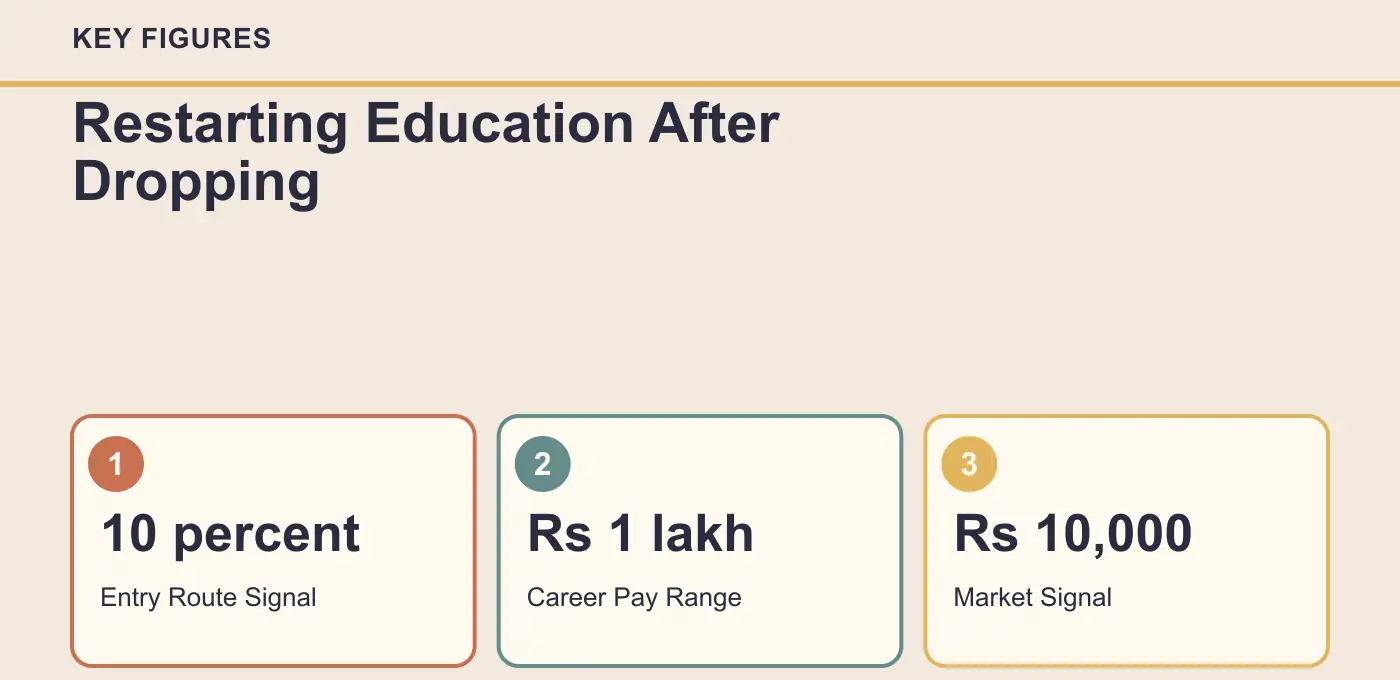 KEY FIGURES
Restarting Education After
Dropping
1
10 percent
Entry Route Signal
2
Rs 1 lakh
Career Pay Range
3
Rs 10,000
Market Signal